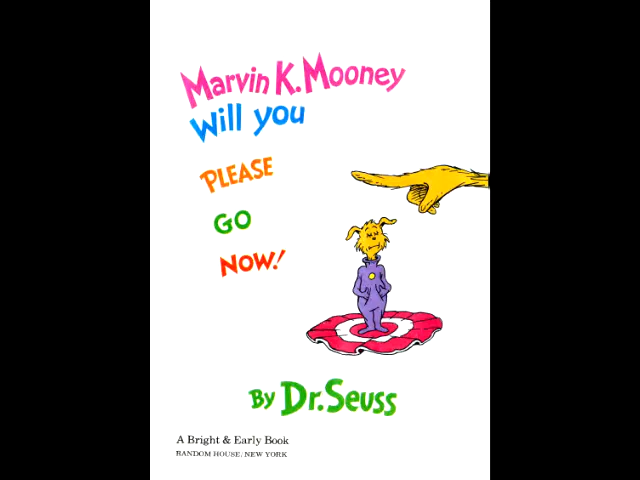 Marvin K. Mooney
Will you
PLEASE
GO
NOW!
By Dr. Seuss
A Bright & Early Book
RANDOM HOUSE, NEW YORK